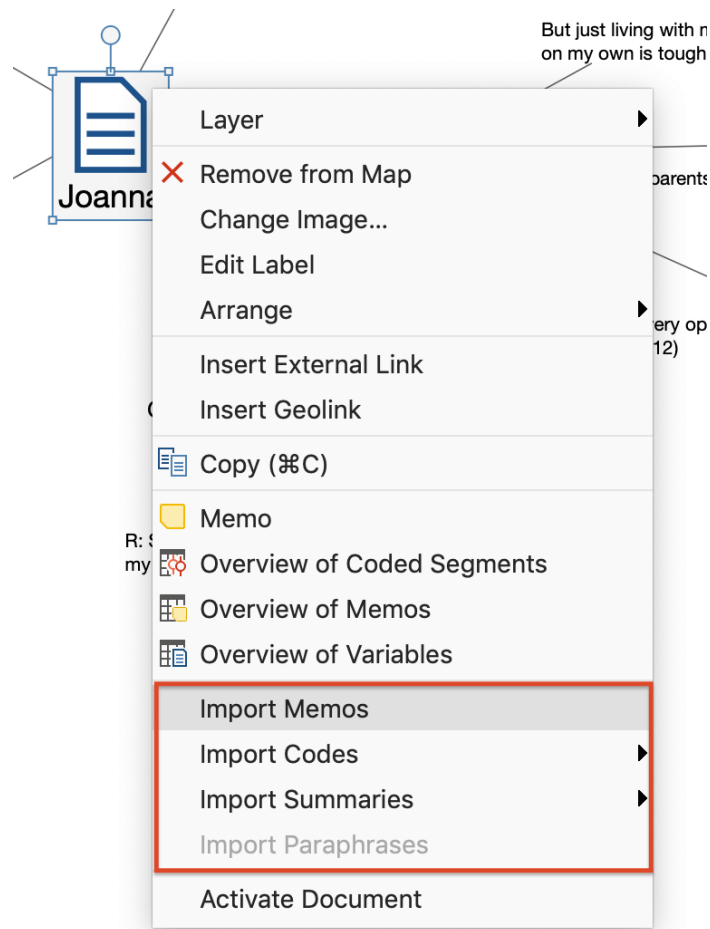 But just living with
on my own is tough
Joanna
Layer
Remove from Map
parents
Change Image...
Edit Label
Arrange
very op
12)
Insert External Link
Insert Geolink
Copy (⌘C)
Memo
R:
my
Overview of Coded Segments
Overview of Memos
Overview of Variables
Import Memos
Import Codes
Import Summaries
Import Paraphrases
Activate Document